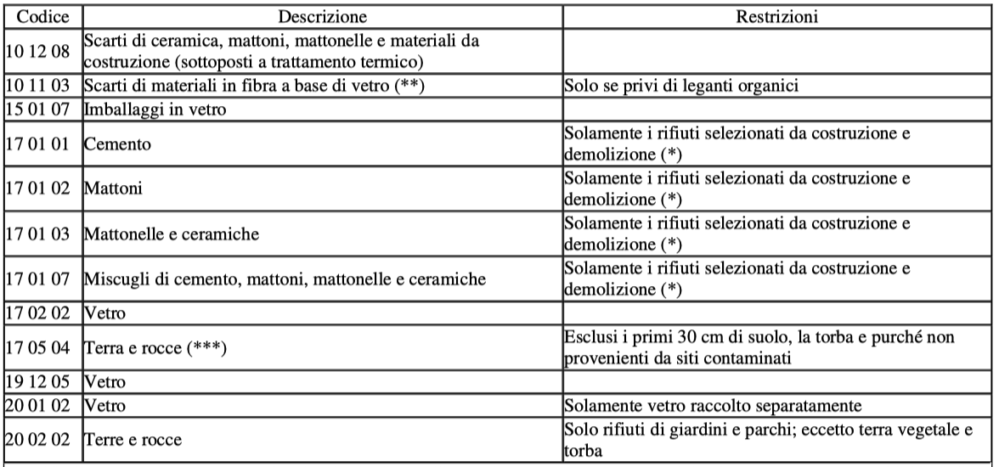 Codice Descrizione Restrizioni
10 12 08 Scarti di ceramica, mattoni, mattonelle e materiali da
costruzione (sottoposti a trattamento termico)
10 11 03 Scarti di materiali in fibra a base di vetro (**) Solo se privi di leganti organici
15 01 07 Imballaggi in vetro
17 01 01 Cemento Solamente i rifiuti selezionati da costruzione e
demolizione (*)
17 01 02 Mattoni Solamente i rifiuti selezionati da costruzione e
demolizione (*)
17 01 03 Mattonelle e ceramiche Solamente i rifiuti selezionati da costruzione e
demolizione (*)
17 01 07 Miscugli di cemento, mattoni, mattonelle e ceramiche Solamente i rifiuti selezionati da costruzione e
demolizione (*)
17 02 02 Vetro
17 05 04 Terra e rocce (***) Esclusi i primi 30 cm di suolo, la torba e purché non
provenienti da siti contaminati
19 12 05 Vetro
20 01 02 Vetro Solamente vetro raccolto separatamente
20 02 02 Terre e rocce Solo rifiuti di giardini e parchi; eccetto terra vegetale e
torba